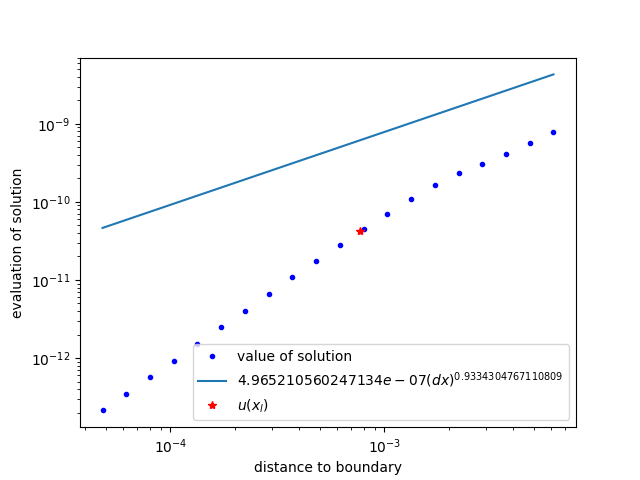 10⁻⁹
10⁻¹⁰
10⁻¹¹
10⁻¹²
evaluation of solution
value of solution
4.965210560247134e − 07(dx)^0.9334304767110809
u(x_I)
10⁻⁴
10⁻³
distance to boundary